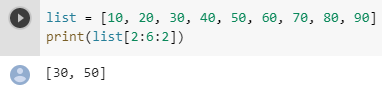 list = [10, 20, 30, 40, 50, 60, 70, 80, 90]
print(list[2:6:2])
[30, 50]